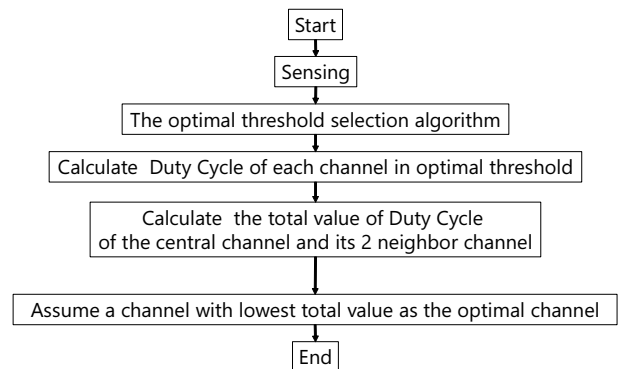 Start
Sensing
The optimal threshold selection algorithm
Calculate Duty Cycle of each channel in optimal threshold
Calculate the total value of Duty Cycle
of the central channel and its 2 neighbor channel
Assume a channel with lowest total value as the optimal channel
End